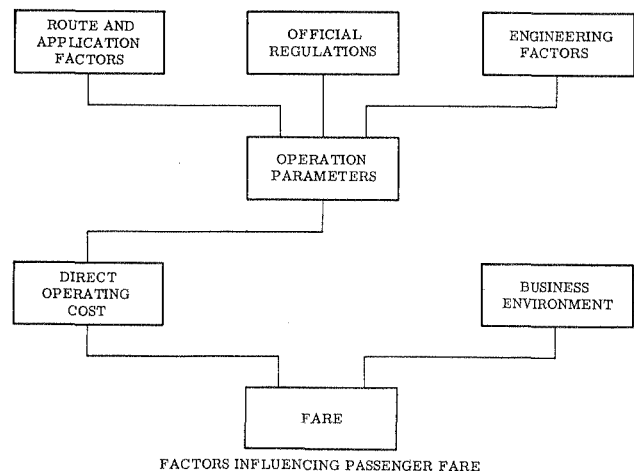 ROUTE AND
APPLICATION
FACTORS
OFFICIAL
REGULATIONS
ENGINEERING
FACTORS
OPERATION
PARAMETERS
DIRECT
OPERATING
COST
BUSINESS
ENVIRONMENT
FARE
FACTORS INFLUENCING PASSENGER FARE